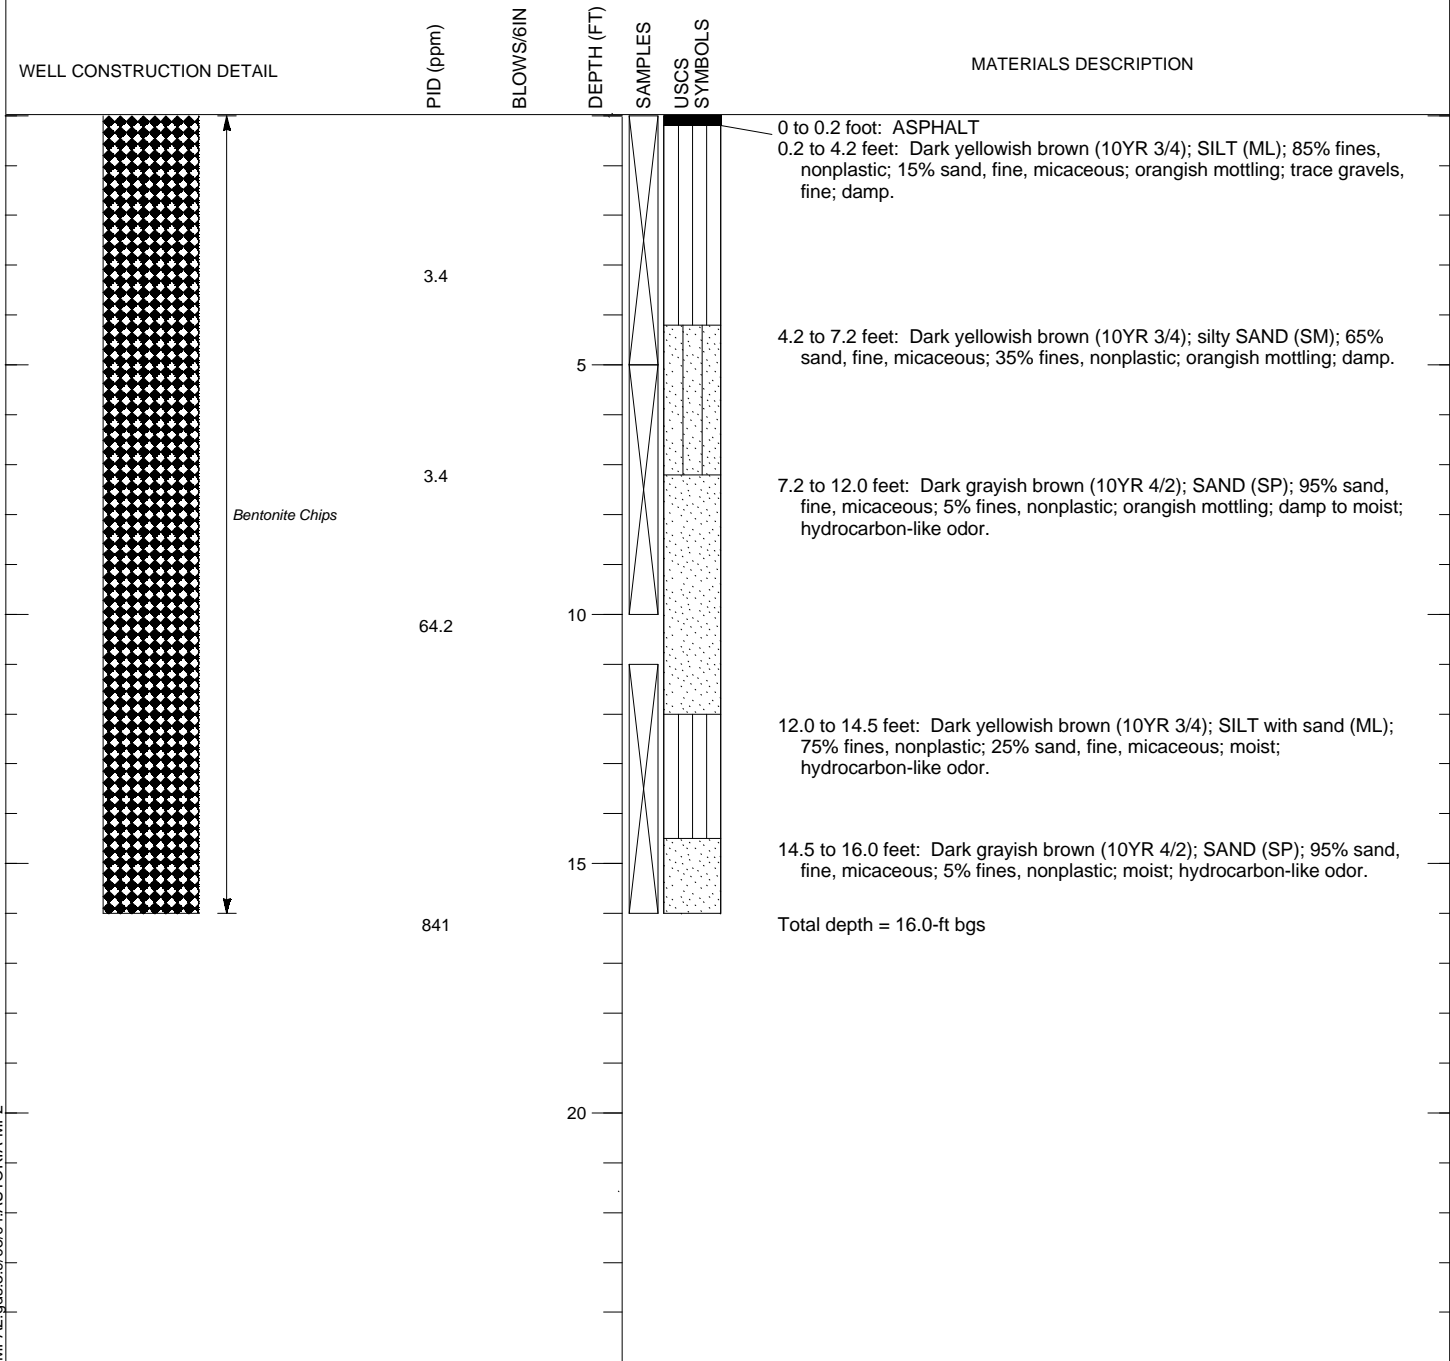 WELL CONSTRUCTION DETAIL
PID (ppm)
BLOWS/6IN
DEPTH (FT)
SAMPLES
USCS
SYMBOLS
MATERIALS DESCRIPTION
0 to 0.2 foot: ASPHALT
0.2 to 4.2 feet: Dark yellowish brown (10YR 3/4); SILT (ML); 85% fines,
nonplastic; 15% sand, fine, micaceous; orangish mottling; trace gravels,
fine; damp.
3.4
4.2 to 7.2 feet: Dark yellowish brown (10YR 3/4); silty SAND (SM); 65%
sand, fine, micaceous; 35% fines, nonplastic; orangish mottling; damp.
5
3.4
7.2 to 12.0 feet: Dark grayish brown (10YR 4/2); SAND (SP); 95% sand,
fine, micaceous; 5% fines, nonplastic; orangish mottling; damp to moist;
hydrocarbon-like odor.
Bentonite Chips
10
64.2
12.0 to 14.5 feet: Dark yellowish brown (10YR 3/4); SILT with sand (ML);
75% fines, nonplastic; 25% sand, fine, micaceous; moist;
hydrocarbon-like odor.
14.5 to 16.0 feet: Dark grayish brown (10YR 4/2); SAND (SP); 95% sand,
fine, micaceous; 5% fines, nonplastic; moist; hydrocarbon-like odor.
15
841
Total depth = 16.0-ft bgs
20